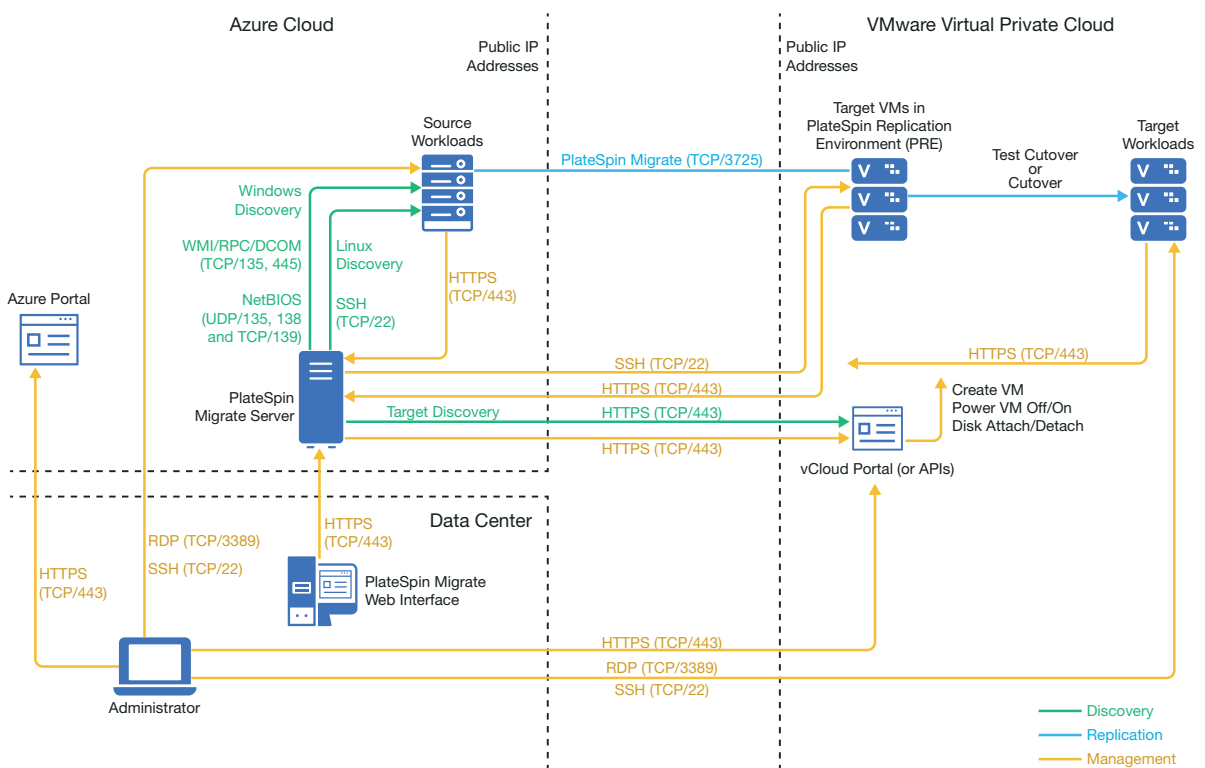 Azure Cloud
VMware Virtual Private Cloud
Public IP
Addresses
Public IP
Addresses
Source
Workloads
Target VMs in
PlateSpin Replication
Environment (PRE)
Target
Workloads
PlateSpin Migrate (TCP/3725)
Test Cutover
or
Cutover
Windows
Discovery
WMI/RPC/DCOM
(TCP/135, 445)
Linux
Discovery
HTTPS
(TCP/443)
Azure Portal
NetBIOS
(UDP/135, 138
and TCP/139)
SSH
(TCP/22)
SSH (TCP/22)
HTTPS (TCP/443)
HTTPS (TCP/443)
PlateSpin
Migrate Server
Target Discovery
HTTPS (TCP/443)
HTTPS (TCP/443)
Create VM
Power VM Off/On
Disk Attach/Detach
vCloud Portal (or APIs)
Data Center
HTTPS
(TCP/443)
RDP (TCP/3389)
SSH (TCP/22)
HTTPS
(TCP/443)
PlateSpin Migrate
Web Interface
HTTPS (TCP/443)
RDP (TCP/3389)
SSH (TCP/22)
Administrator
Discovery
Replication
Management